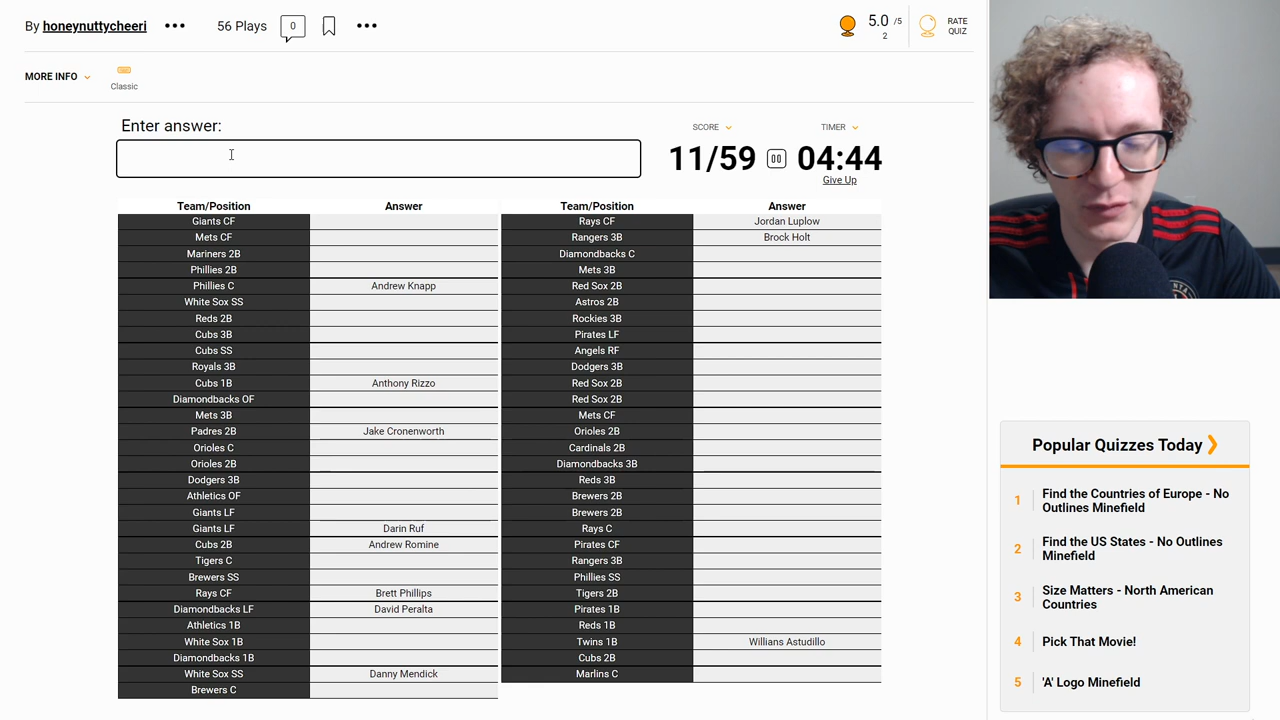 By honeynuttycheeri ••• 56 Plays 0 •••
5.0 /5
2
RATE QUIZ
MORE INFO
Classic
Enter answer:
SCORE TIMER
11/59 04:44
Give Up
Team/Position Answer Team/Position Answer
Giants CF Rays CF Jordan Luplow
Mets CF Rangers 3B Brock Holt
Mariners 2B Diamondbacks C
Phillies 2B Mets 3B
Phillies C Andrew Knapp Red Sox 2B
White Sox SS Astros 2B
Reds 2B Rockies 3B
Cubs 3B Pirates LF
Cubs SS Angels RF
Royals 3B Dodgers 3B
Cubs 1B Anthony Rizzo Red Sox 2B
Diamondbacks OF Red Sox 2B
Mets 3B Mets CF
Padres 2B Jake Cronenworth Orioles 2B
Orioles C Cardinals 2B
Orioles 2B Diamondbacks 3B
Dodgers 3B Reds 3B
Athletics OF Brewers 2B
Giants LF Brewers 2B
Giants LF Darin Ruf Rays C
Cubs 2B Andrew Romine Pirates CF
Tigers C Rangers 3B
Brewers SS Phillies SS
Rays CF Brett Phillips Tigers 2B
Diamondbacks LF David Peralta Pirates 1B
Athletics 1B Reds 1B
White Sox 1B Twins 1B Willians Astudillo
Diamondbacks 1B Cubs 2B
White Sox SS Danny Mendick Marlins C
Brewers C
Popular Quizzes Today
1 Find the Countries of Europe - No
Outlines Minefield
2 Find the US States - No Outlines
Minefield
3 Size Matters - North American
Countries
4 Pick That Movie!
5 'A' Logo Minefield